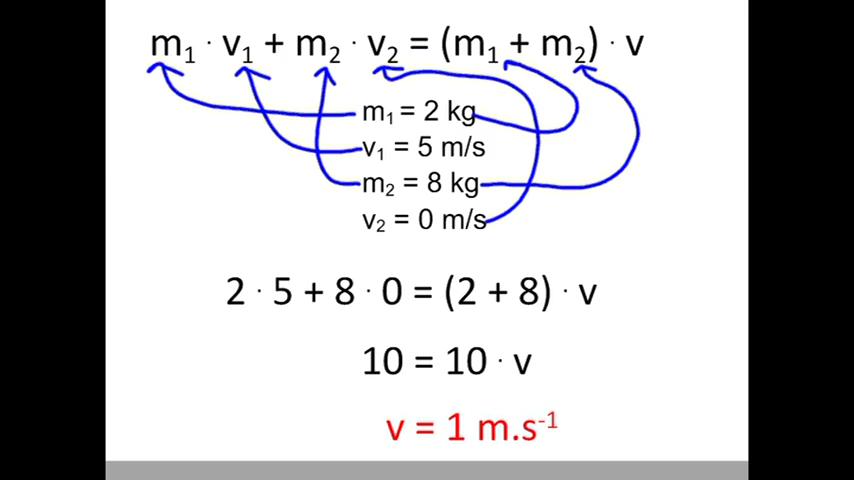 m₁ · v₁ + m₂ · v₂ = (m₁ + m₂) · v
m₁ = 2 kg
v₁ = 5 m/s
m₂ = 8 kg
v₂ = 0 m/s
2 · 5 + 8 · 0 = (2 + 8) · v
10 = 10 · v
v = 1 m.s⁻¹